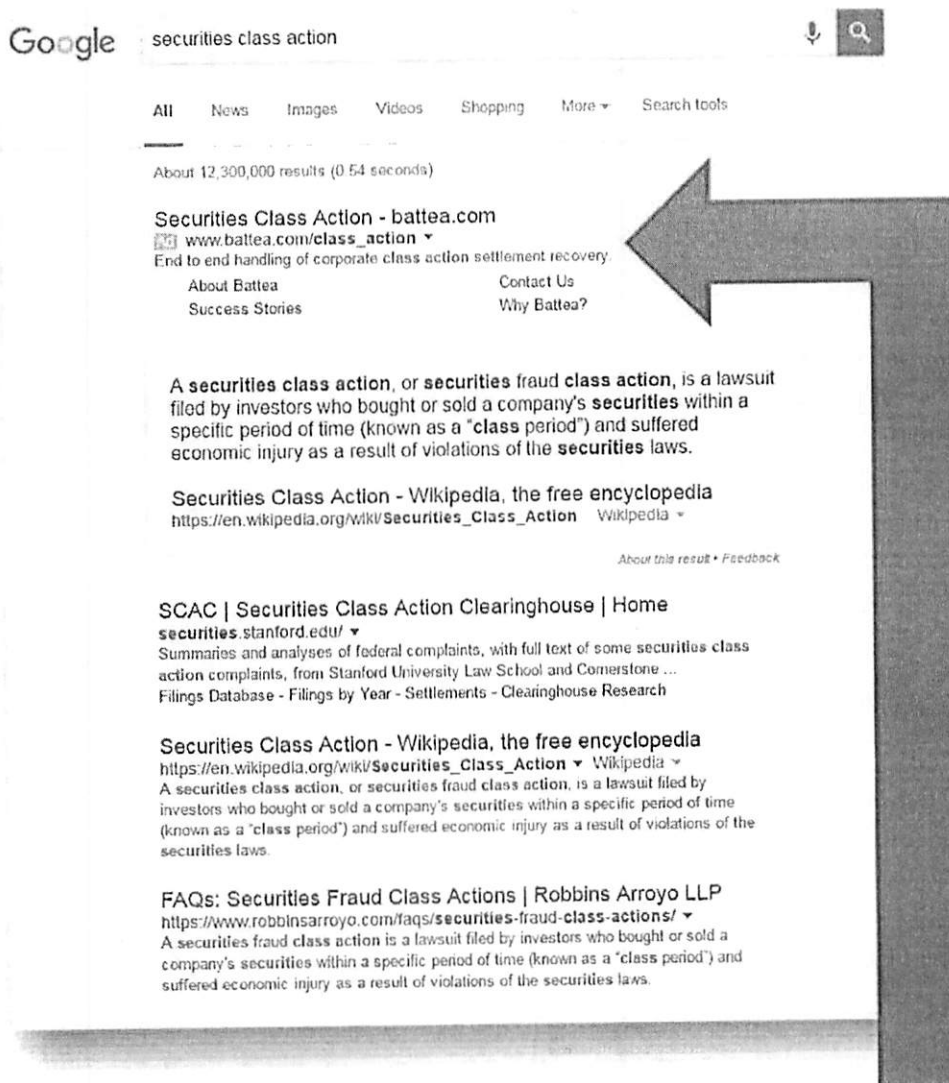 Google securities class action
All News Images Videos Shopping More Search tools
About 12,300,000 results (0.54 seconds)
Securities Class Action - battea.com
Ad www.battea.com/class_action
End to end handling of corporate class action settlement recovery.
About Battea Contact Us
Success Stories Why Battea?
A securities class action, or securities fraud class action, is a lawsuit
filed by investors who bought or sold a company's securities within a
specific period of time (known as a "class period") and suffered
economic injury as a result of violations of the securities laws.
Securities Class Action - Wikipedia, the free encyclopedia
https://en.wikipedia.org/wiki/Securities_Class_Action Wikipedia
About this result • Feedback
SCAC | Securities Class Action Clearinghouse | Home
securities.stanford.edu/
Summaries and analyses of federal complaints, with full text of some securities class
action complaints, from Stanford University Law School and Cornerstone ...
Filings Database - Filings by Year - Settlements - Clearinghouse Research
Securities Class Action - Wikipedia, the free encyclopedia
https://en.wikipedia.org/wiki/Securities_Class_Action Wikipedia
A securities class action, or securities fraud class action, is a lawsuit filed by
investors who bought or sold a company's securities within a specific period of time
(known as a "class period") and suffered economic injury as a result of violations of the
securities laws.
FAQs: Securities Fraud Class Actions | Robbins Arroyo LLP
https://www.robbinsarroyo.com/faqs/securities-fraud-class-actions/
A securities fraud class action is a lawsuit filed by investors who bought or sold a
company's securities within a specific period of time (known as a "class period") and
suffered economic injury as a result of violations of the securities laws.